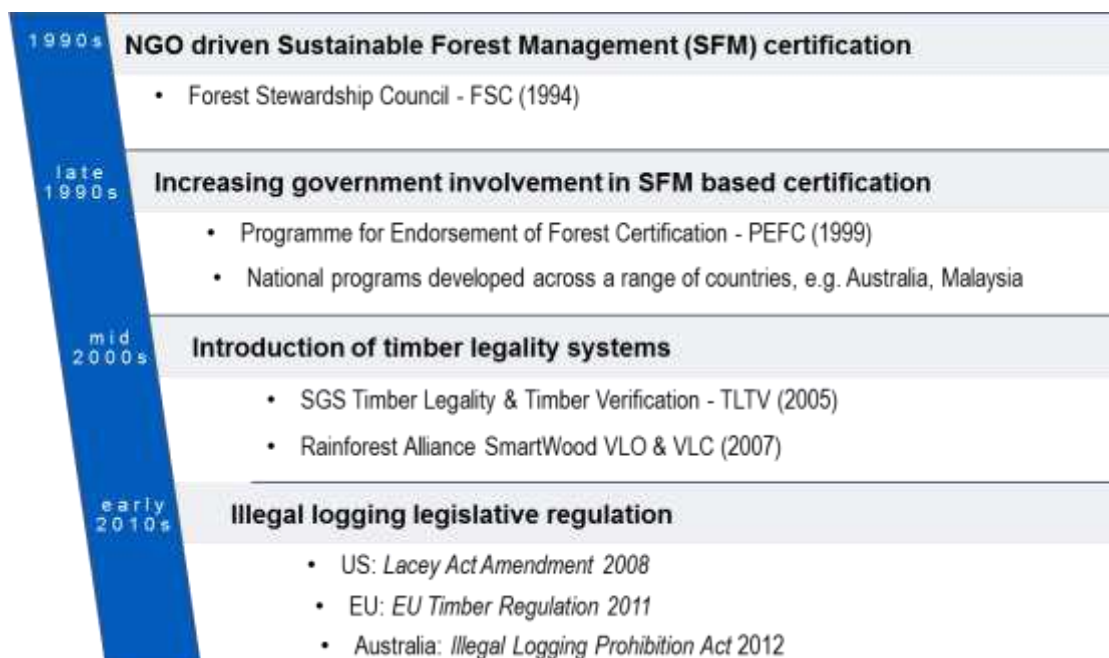 1990s
NGO driven Sustainable Forest Management (SFM) certification
• Forest Stewardship Council - FSC (1994)
late
1990s
Increasing government involvement in SFM based certification
• Programme for Endorsement of Forest Certification - PEFC (1999)
• National programs developed across a range of countries, e.g. Australia, Malaysia
mid
2000s
Introduction of timber legality systems
• SGS Timber Legality & Timber Verification - TLTV (2005)
• Rainforest Alliance SmartWood VLO & VLC (2007)
early
2010s
Illegal logging legislative regulation
• US: Lacey Act Amendment 2008
• EU: EU Timber Regulation 2011
• Australia: Illegal Logging Prohibition Act 2012